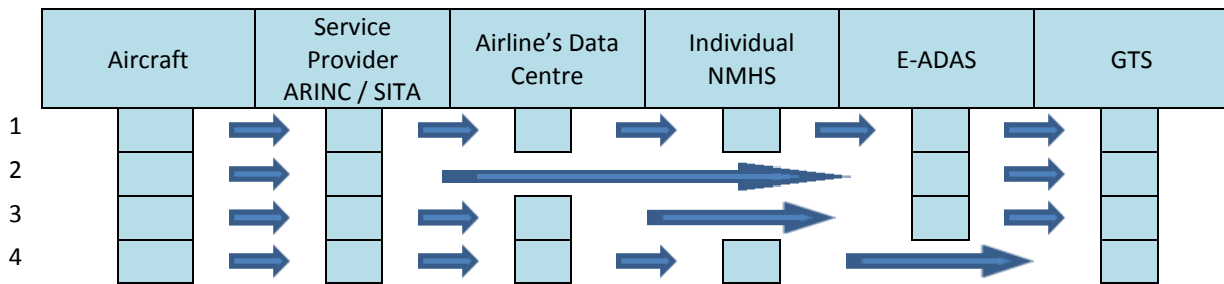 Aircraft
Service
Provider
ARINC / SITA
Airline’s Data
Centre
Individual
NMHS
E-ADAS
GTS
1
2
3
4